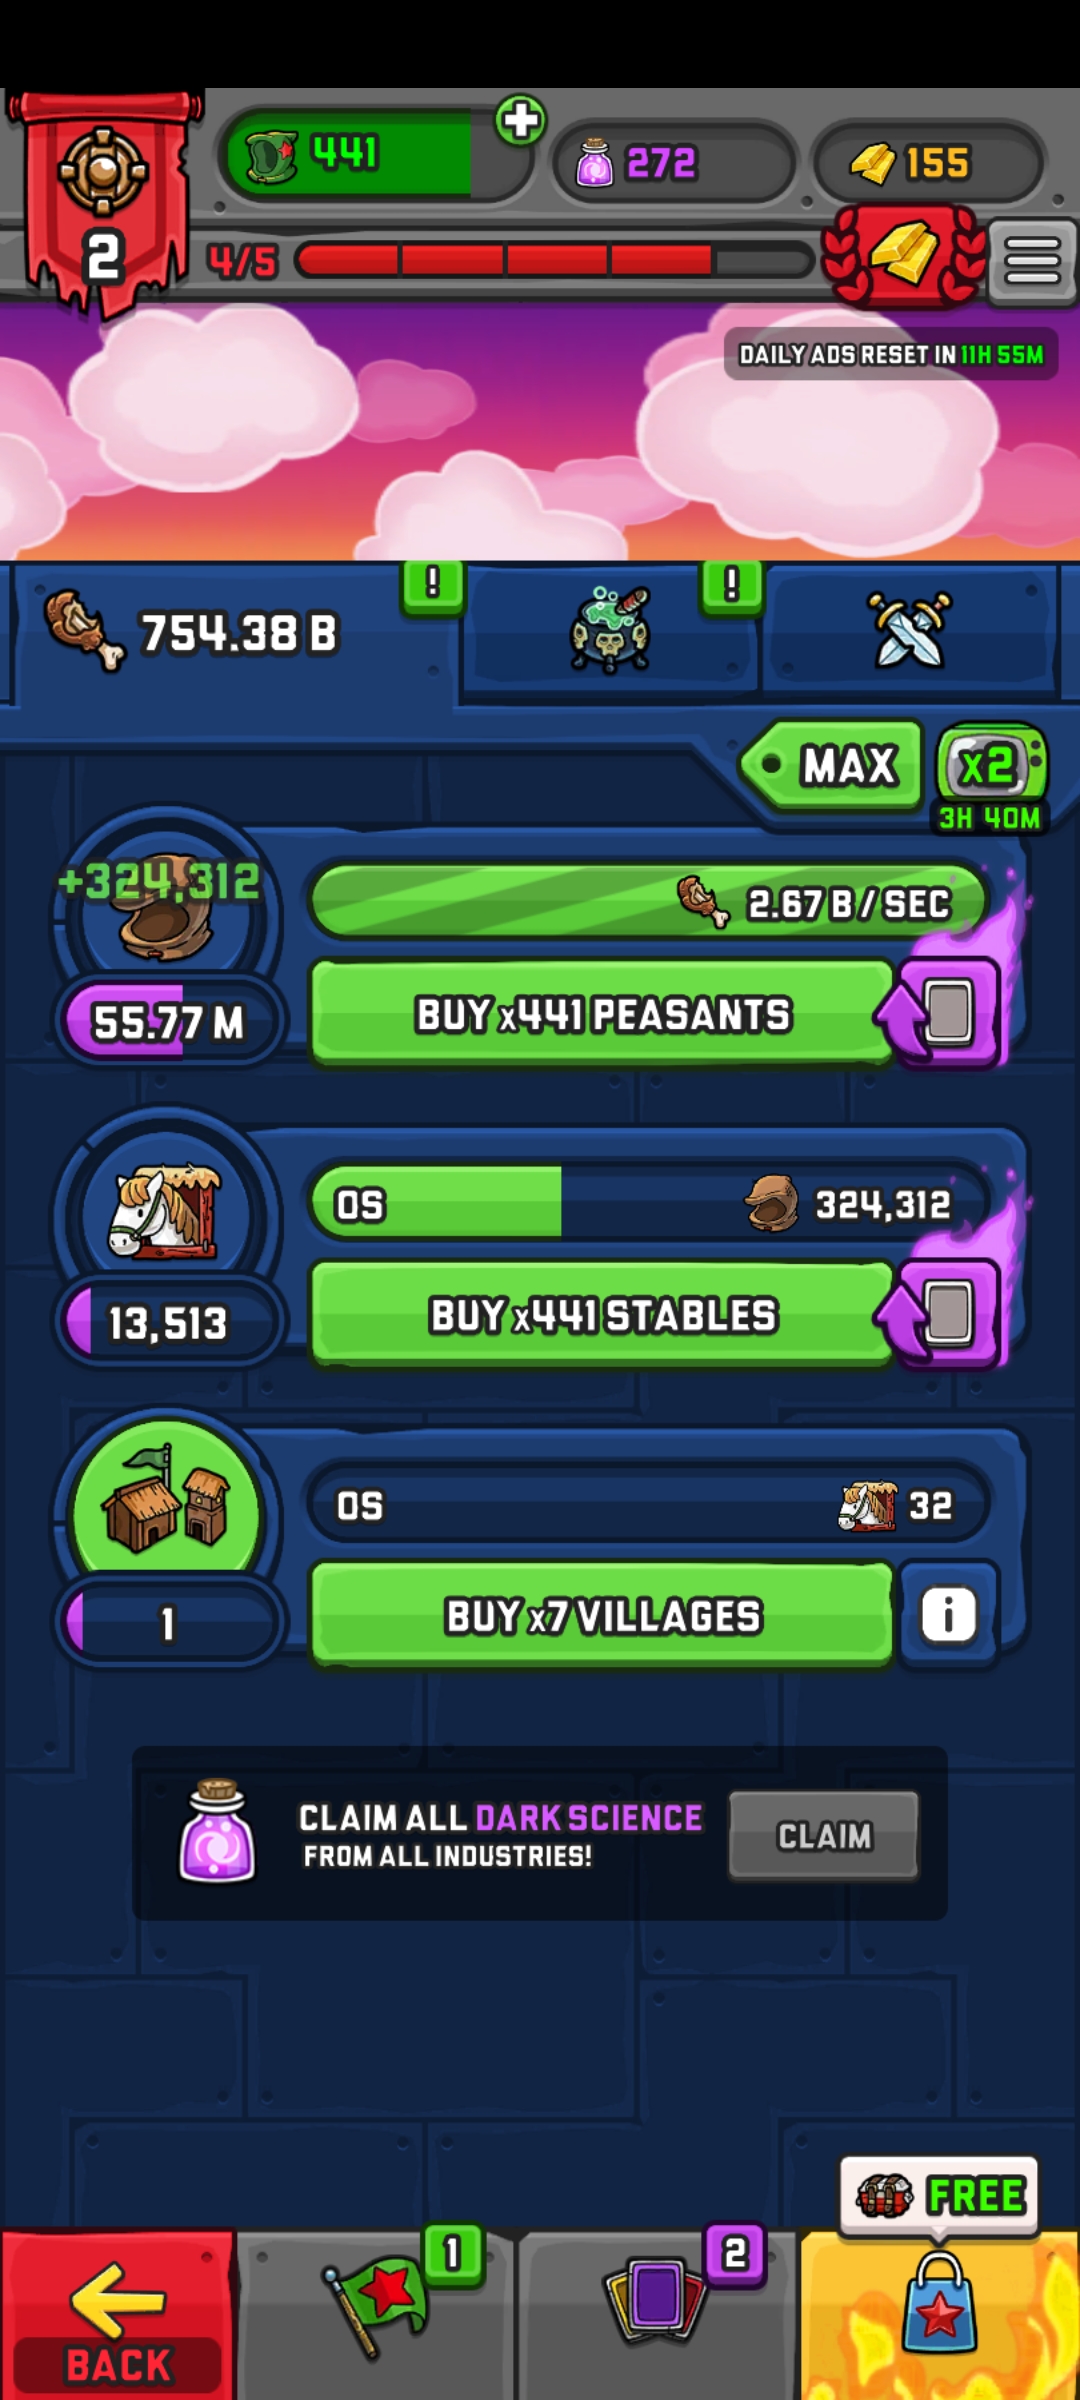 441
272
155
2
4/5
DAILY ADS RESET IN 11H 55M
!
!
754.38 B
MAX
x2
3H 40M
+324,312
2.67 B / SEC
55.77 M
BUY x441 PEASANTS
0S
324,312
13,513
BUY x441 STABLES
0S
32
1
BUY x7 VILLAGES
i
CLAIM ALL DARK SCIENCE
FROM ALL INDUSTRIES!
CLAIM
FREE
1
2
BACK